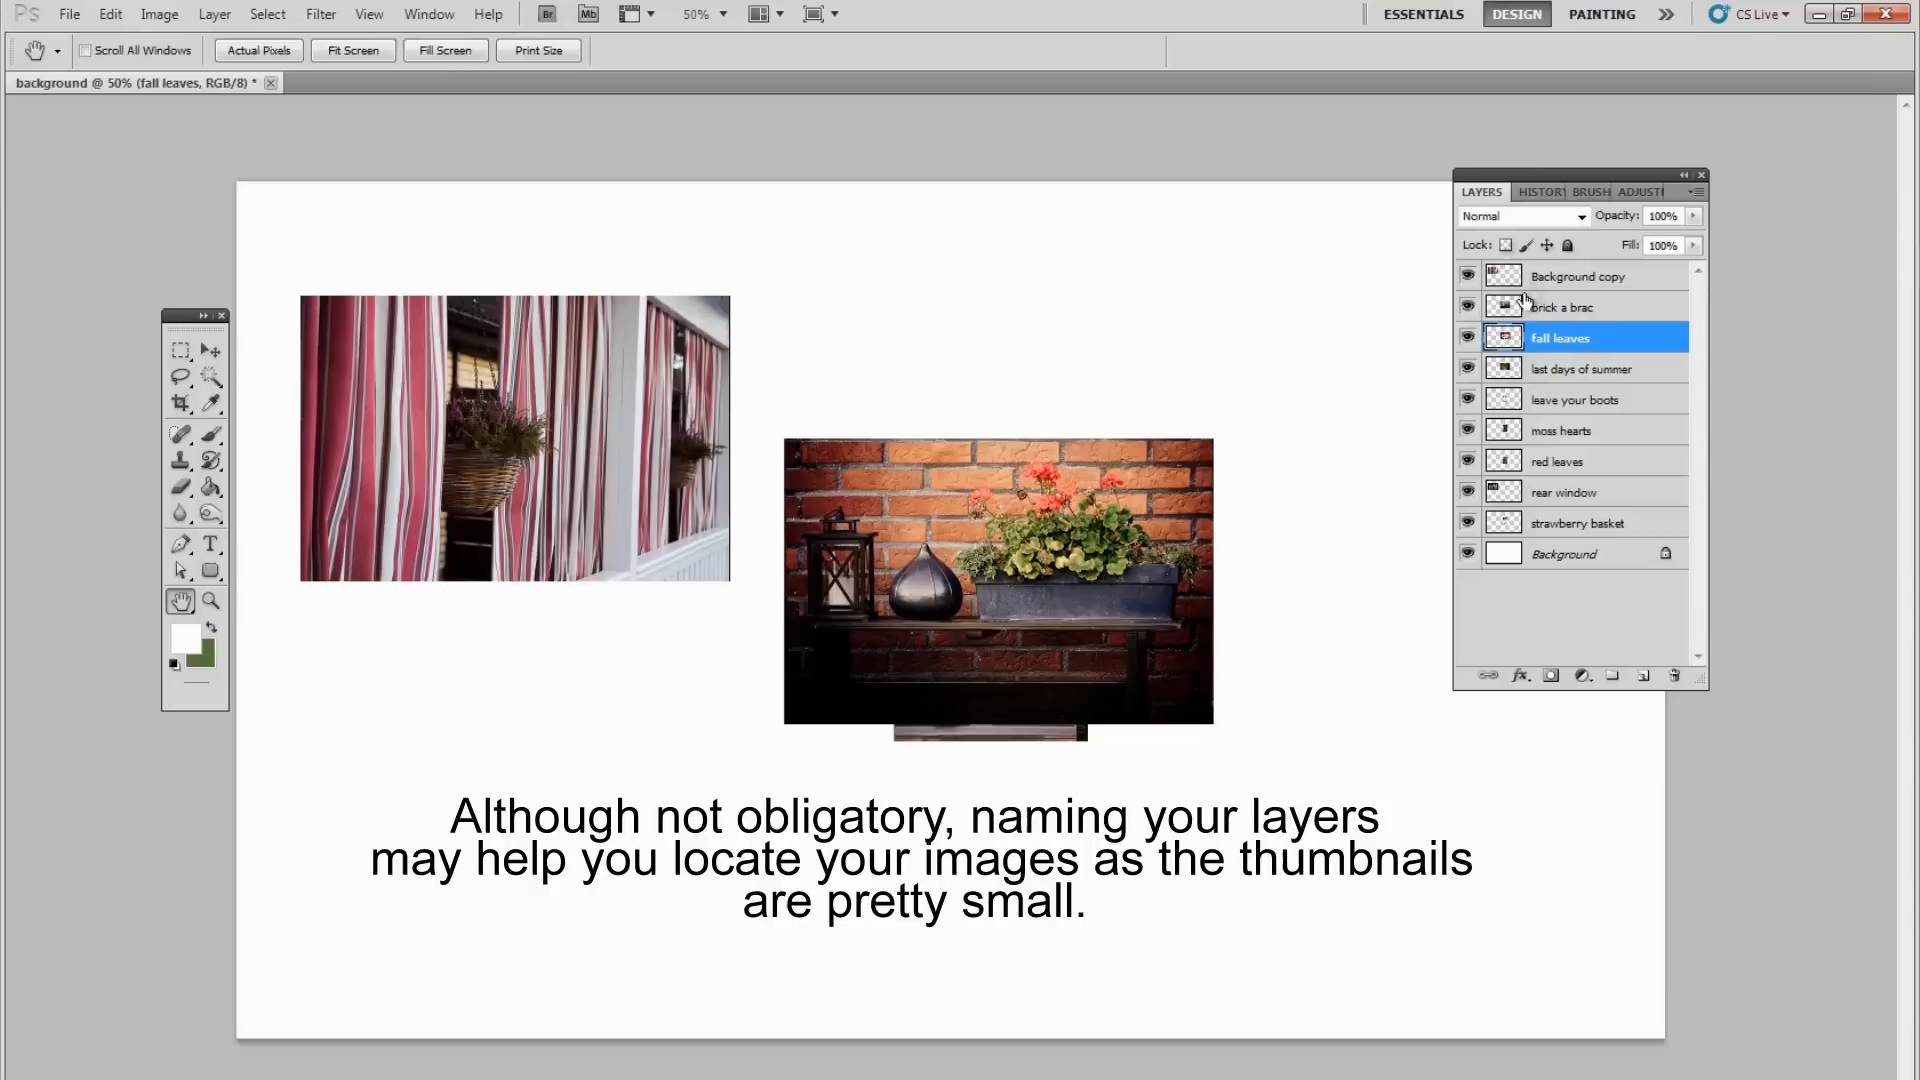 Ps File Edit Image Layer Select Filter View Window Help Br Mb 50% ESSENTIALS DESIGN PAINTING CS Live
Scroll All Windows Actual Pixels Fit Screen Fill Screen Print Size
background @ 50% (fall leaves, RGB/8) *
LAYERS HISTOR BRUSH ADJUSTI
Normal Opacity: 100%
Lock: Fill: 100%
Background copy
brick a brac
fall leaves
last days of summer
leave your boots
moss hearts
red leaves
rear window
strawberry basket
Background
Although not obligatory, naming your layers
may help you locate your images as the thumbnails
are pretty small.